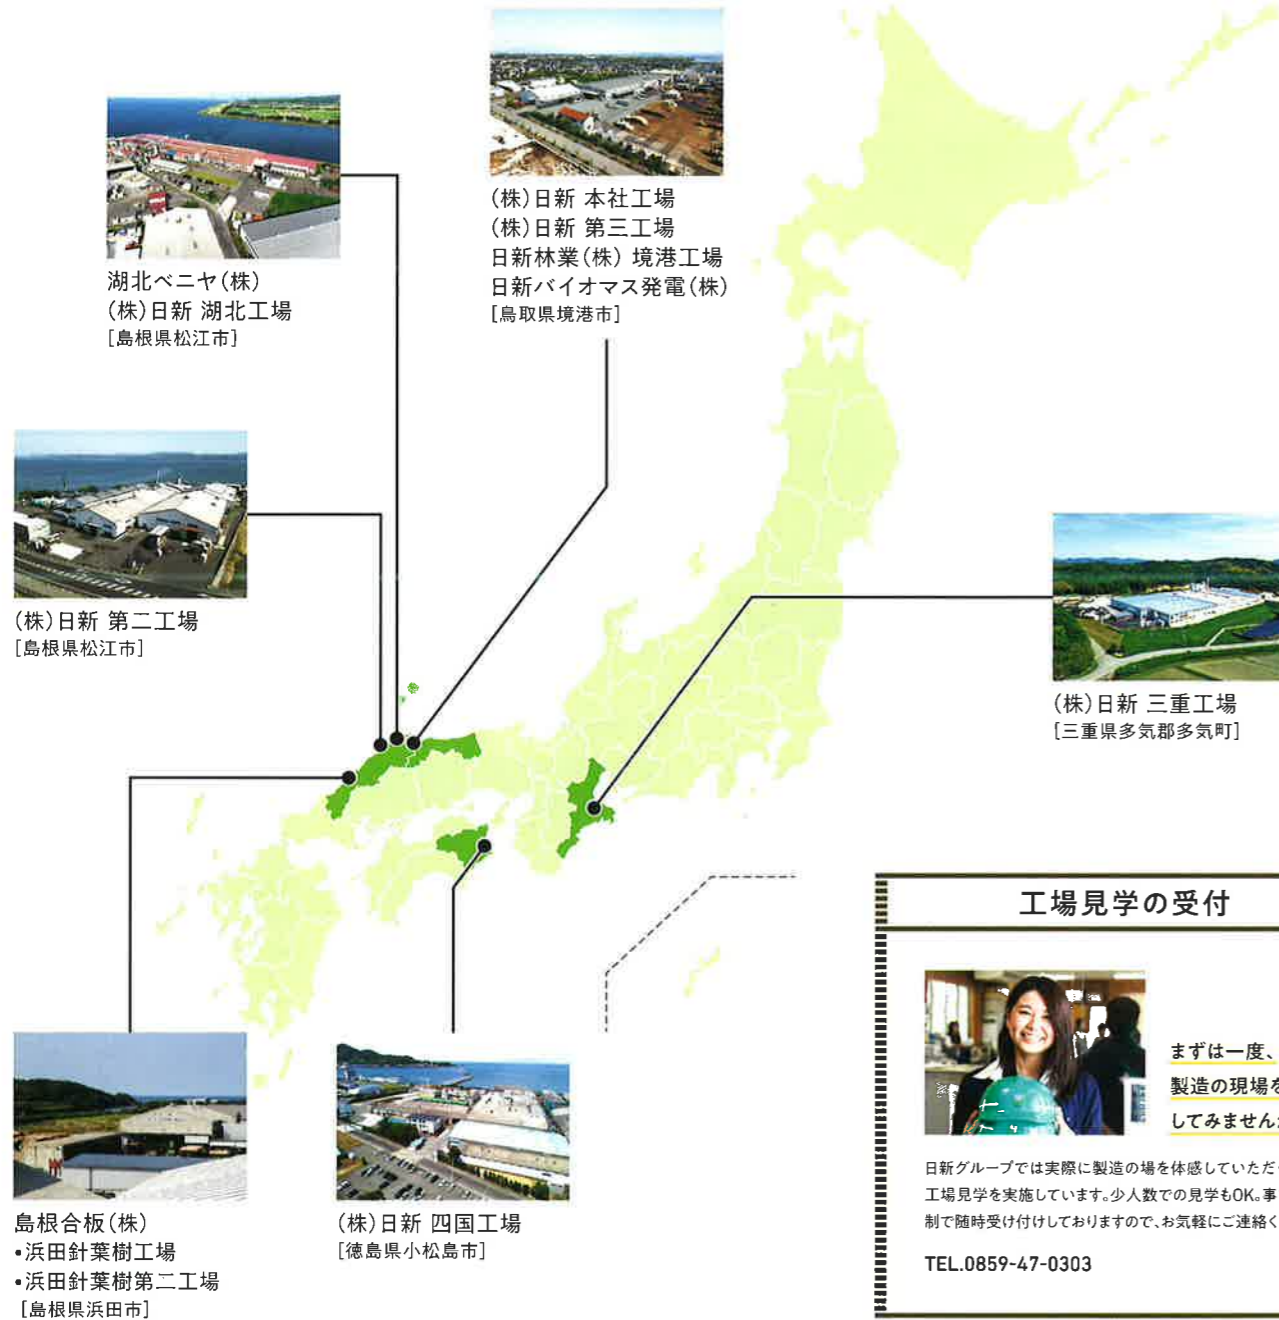 (株)日新 本社工場
(株)日新 第三工場
日新林業(株) 境港工場
日新バイオマス発電(株)
[鳥取県境港市]
湖北ベニヤ(株)
(株)日新 湖北工場
[島根県松江市]
(株)日新 第二工場
[島根県松江市]
(株)日新 三重工場
[三重県多気郡多気町]
島根合板(株)
•浜田針葉樹工場
•浜田針葉樹第二工場
[島根県浜田市]
(株)日新 四国工場
[徳島県小松島市]
工場見学の受付
まずは一度、
製造の現場を
してみません
日新グループでは実際に製造の場を体感していただ
工場見学を実施しています。少人数での見学もOK。事
制で随時受け付けしておりますので、お気軽にご連絡く
TEL.0859-47-0303